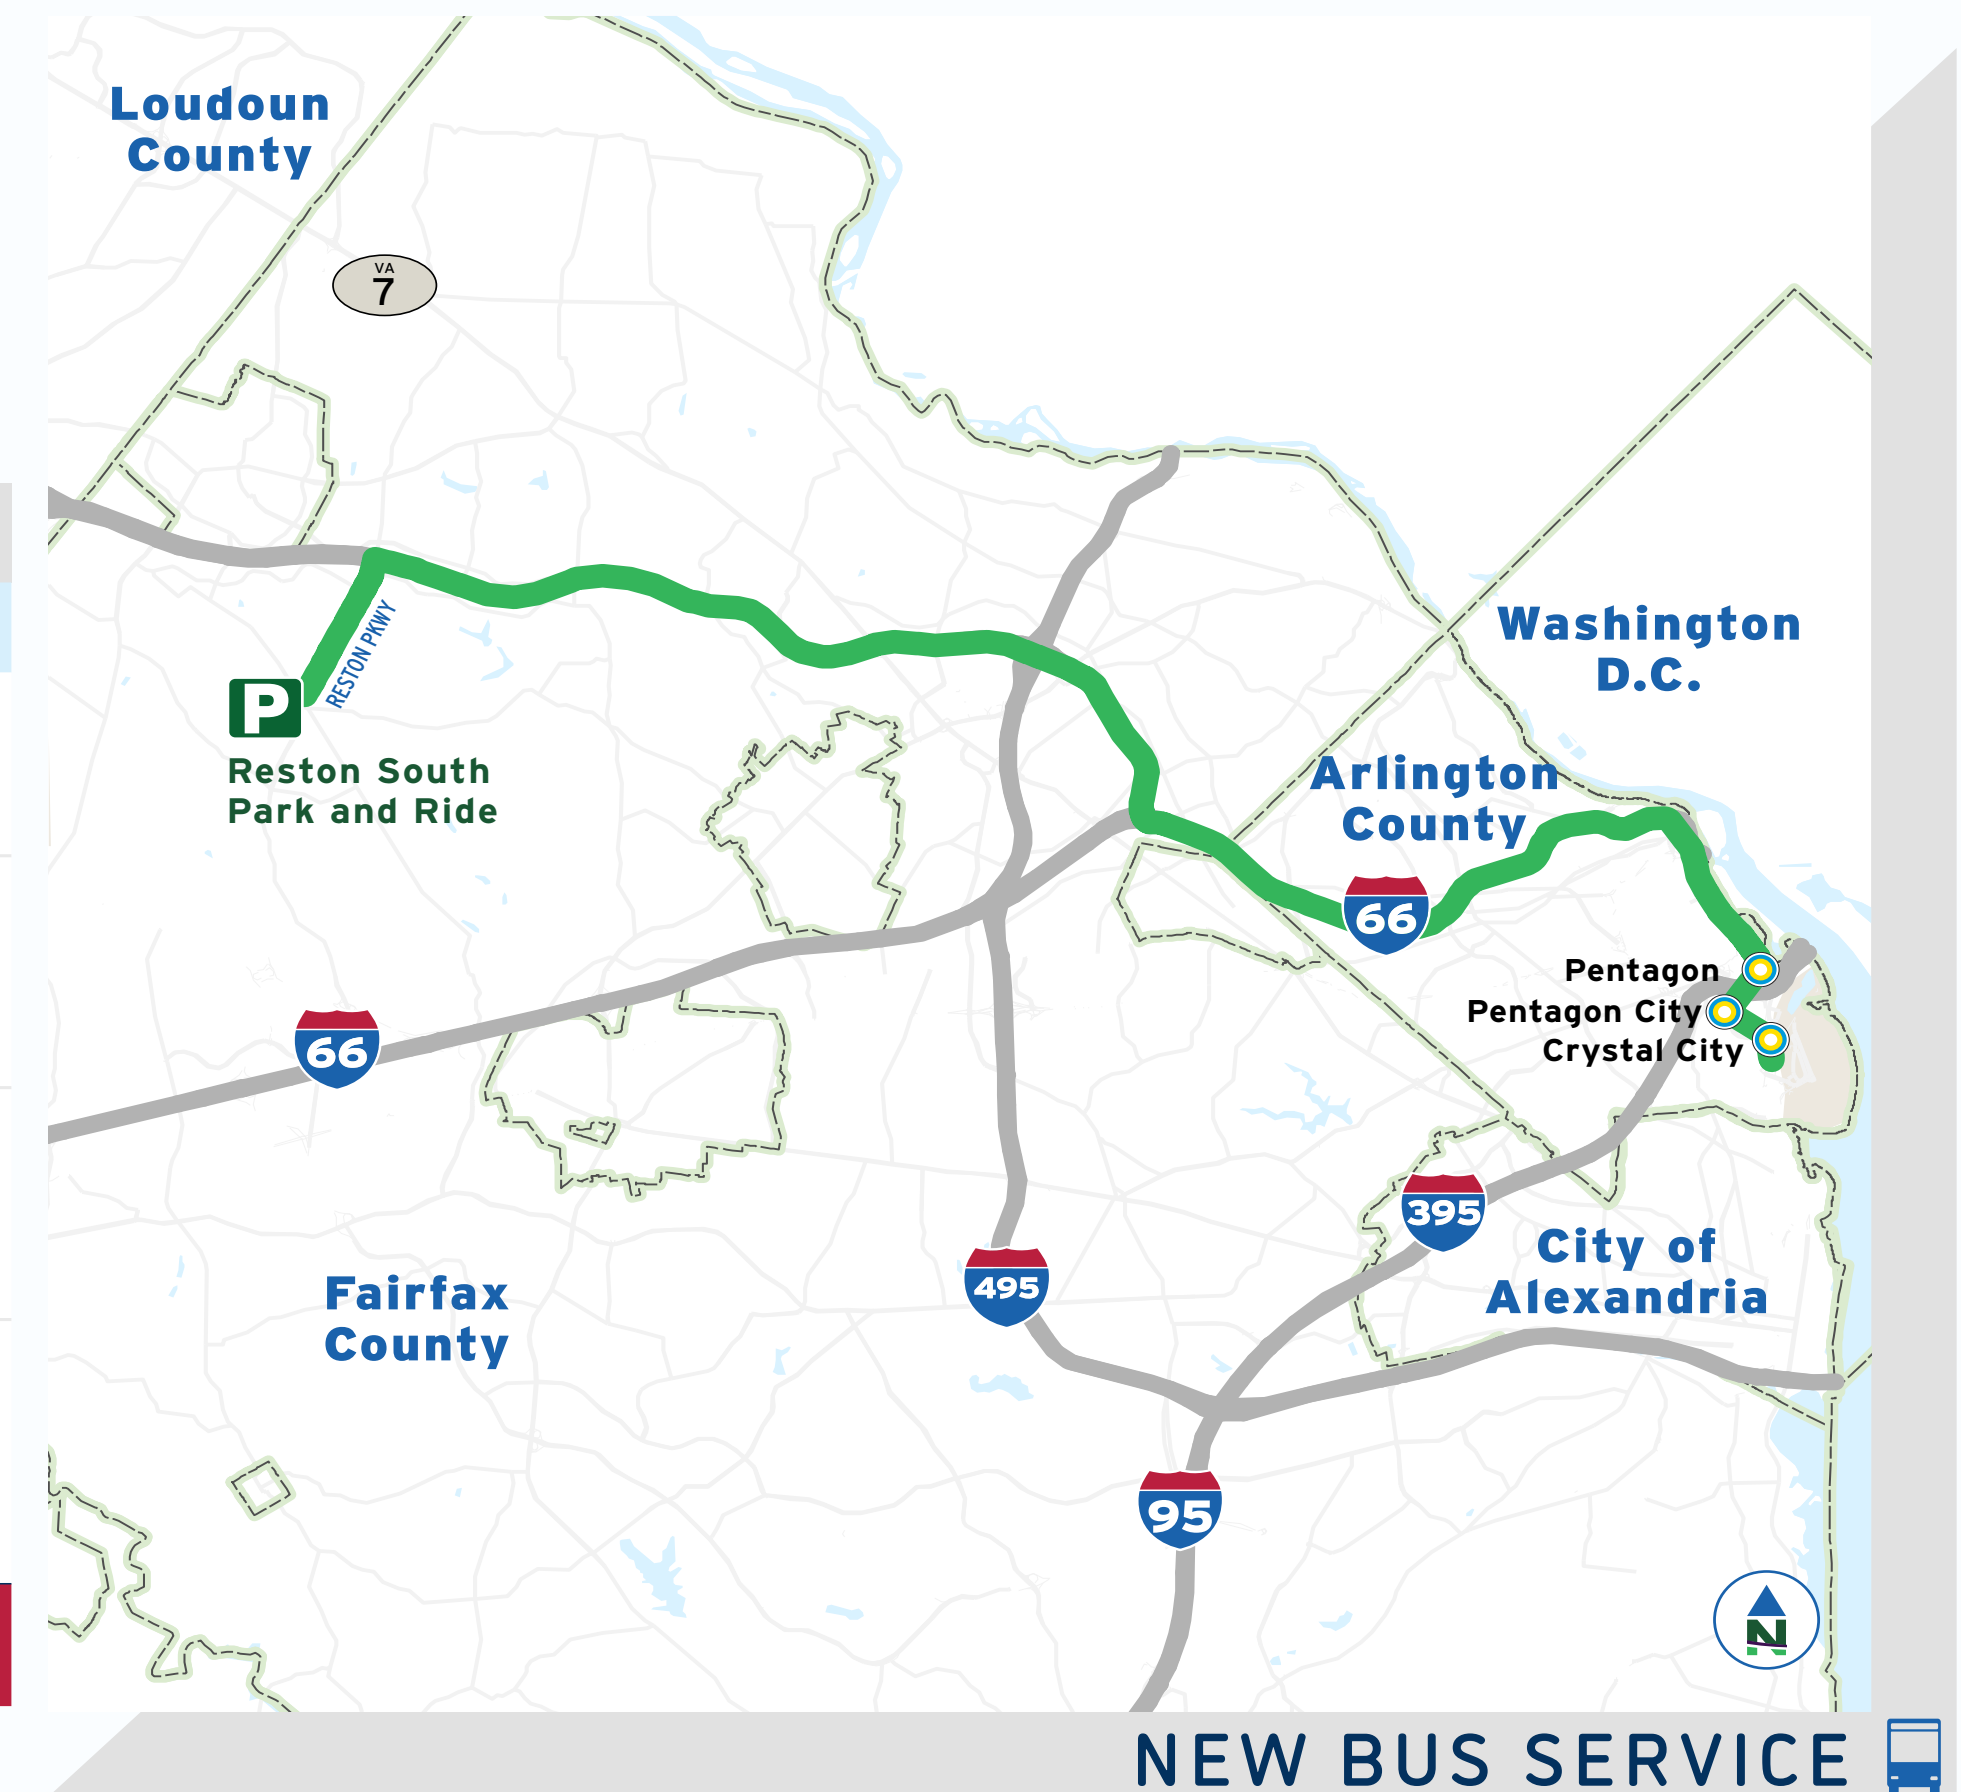 Loudoun
County
VA
7
Washington
D.C.
RESTON PKWY
P
Reston South
Park and Ride
Arlington
County
66
Pentagon
Pentagon City
Crystal City
66
395
City of
Alexandria
495
Fairfax
County
95
N
NEW BUS SERVICE